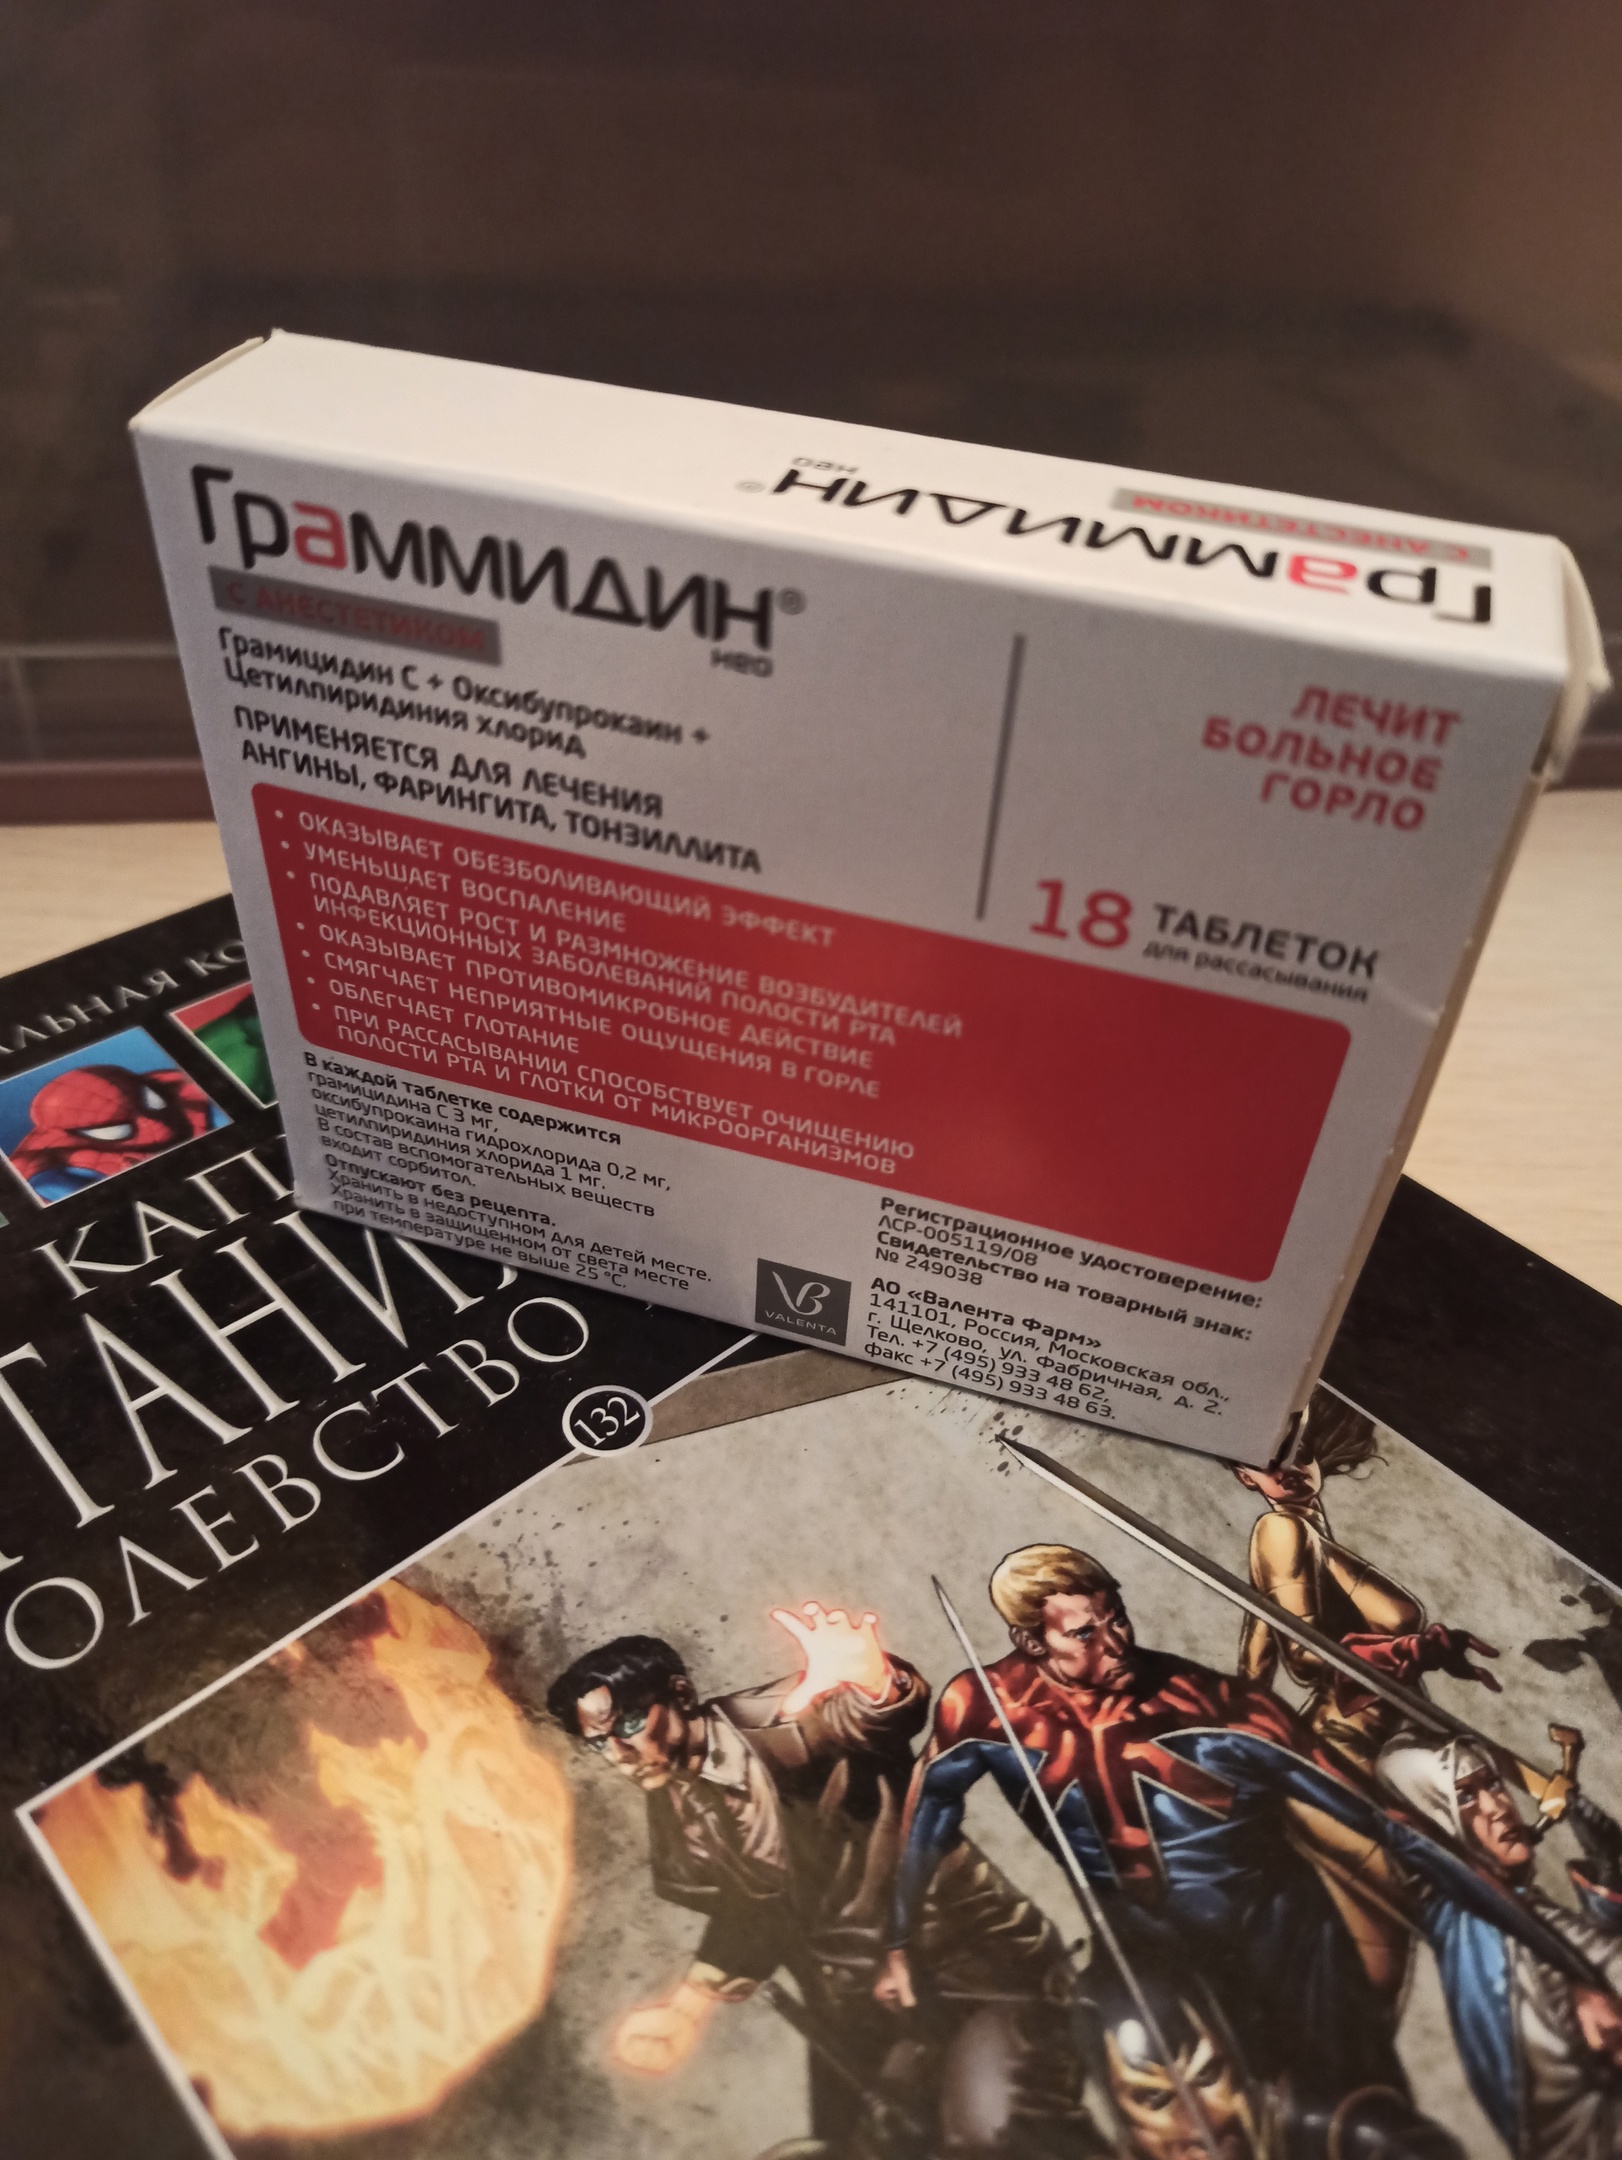 Граммидин®
нео
С АНЕСТЕТИКОМ
Граммидин®
нео
С АНЕСТЕТИКОМ
Грамицидин С + Оксибупрокаин +
Цетилпиридиния хлорид
ПРИМЕНЯЕТСЯ ДЛЯ ЛЕЧЕНИЯ
АНГИНЫ, ФАРИНГИТА, ТОНЗИЛЛИТА
ЛЕЧИТ
БОЛЬНОЕ
ГОРЛО
18 ТАБЛЕТОК
для рассасывания
• ОКАЗЫВАЕТ ОБЕЗБОЛИВАЮЩИЙ ЭФФЕКТ
• УМЕНЬШАЕТ ВОСПАЛЕНИЕ
• ПОДАВЛЯЕТ РОСТ И РАЗМНОЖЕНИЕ ВОЗБУДИТЕЛЕЙ
ИНФЕКЦИОННЫХ ЗАБОЛЕВАНИЙ ПОЛОСТИ РТА
• ОКАЗЫВАЕТ ПРОТИВОМИКРОБНОЕ ДЕЙСТВИЕ
• СМЯГЧАЕТ НЕПРИЯТНЫЕ ОЩУЩЕНИЯ В ГОРЛЕ
• ОБЛЕГЧАЕТ ГЛОТАНИЕ
• ПРИ РАССАСЫВАНИИ СПОСОБСТВУЕТ ОЧИЩЕНИЮ
ПОЛОСТИ РТА И ГЛОТКИ ОТ МИКРООРГАНИЗМОВ
В каждой таблетке содержится
грамицидина С 3 мг,
оксибупрокаина гидрохлорида 0,2 мг,
цетилпиридиния хлорида 1 мг.
В состав вспомогательных веществ
входит сорбитол.
Отпускают без рецепта.
Хранить в недоступном для детей месте.
Хранить в защищенном от света месте
при температуре не выше 25 °С.
VALENTA
Регистрационное удостоверение:
ЛСР-005119/08
Свидетельство на товарный знак:
№ 249038
АО «Валента Фарм»
141101, Россия, Московская обл.,
г. Щелково, ул. Фабричная, д. 2.
Тел. +7 (495) 933 48 62,
факс +7 (495) 933 48 63.
АЛЬНАЯ КО
КАП
ТАНИ
ОЛЕВСТВО
132